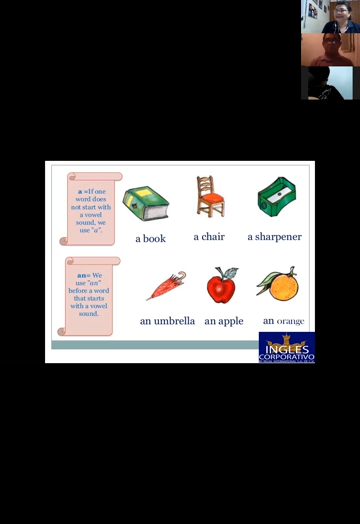 a =If one
word does
not start with
a vowel
sound, we
use "a".
a book
a chair
a sharpener
an= We
use "an"
before a word
that starts
with a vowel
sound.
an umbrella
an apple
an orange
INGLES
CORPORATIVO